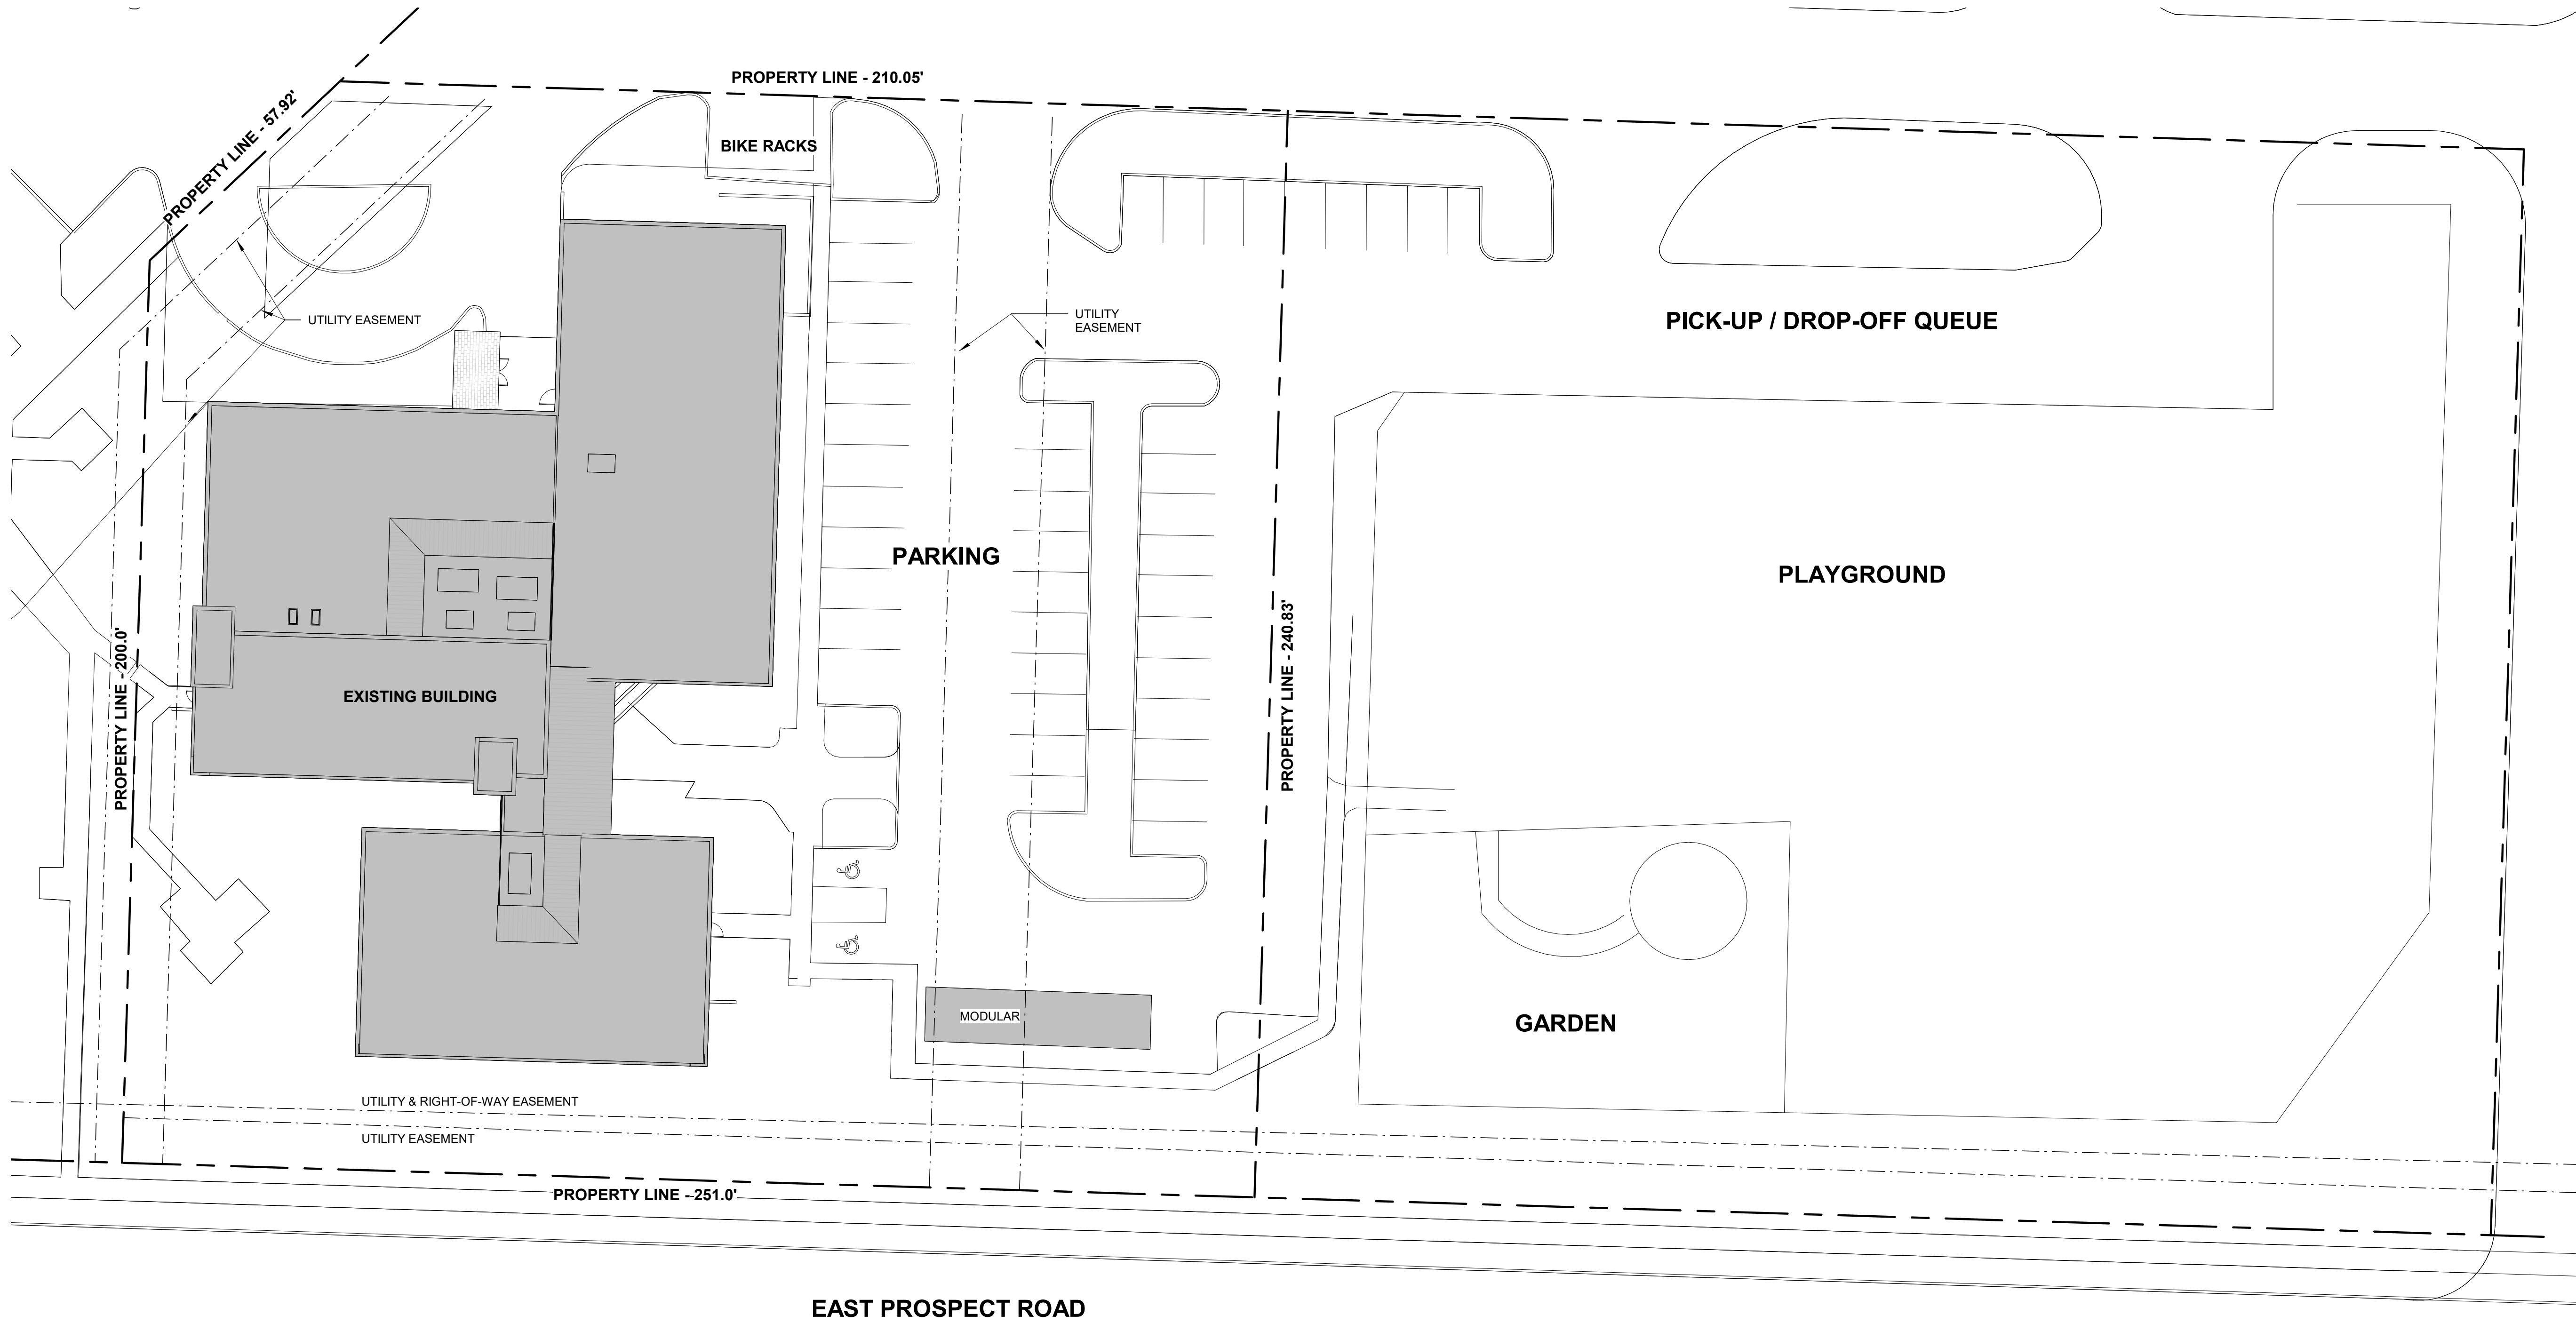 PROPERTY LINE - 210.05'
PROPERTY LINE - 57.92'
BIKE RACKS
UTILITY EASEMENT
UTILITY
EASEMENT
PICK-UP / DROP-OFF QUEUE
PARKING
PLAYGROUND
PROPERTY LINE - 200.0'
EXISTING BUILDING
PROPERTY LINE - 240.83'
MODULAR
GARDEN
UTILITY & RIGHT-OF-WAY EASEMENT
UTILITY EASEMENT
PROPERTY LINE - 251.0'
EAST PROSPECT ROAD